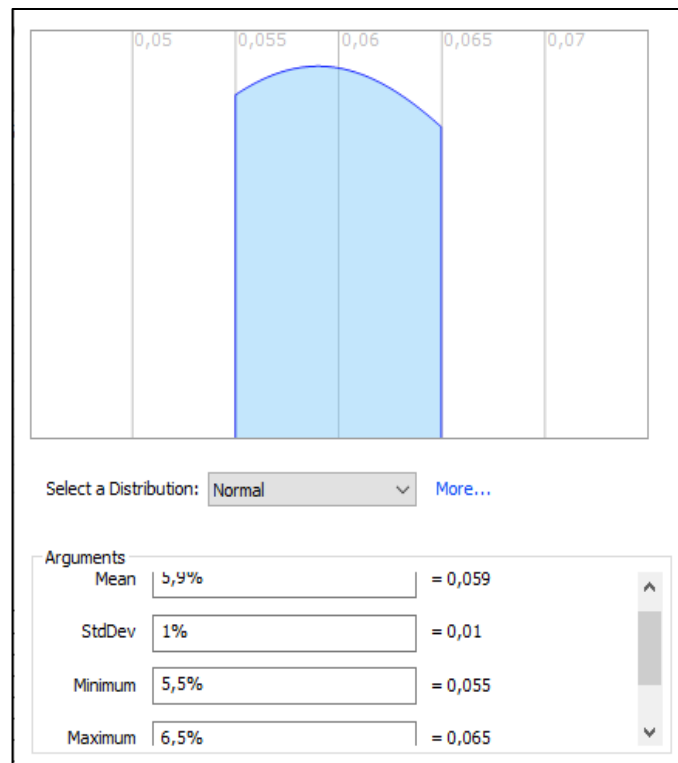 0,05 0,055 0,06 0,065 0,07
Select a Distribution: Normal More...
Arguments
Mean 5,9% = 0,059
StdDev 1% = 0,01
Minimum 5,5% = 0,055
Maximum 6,5% = 0,065